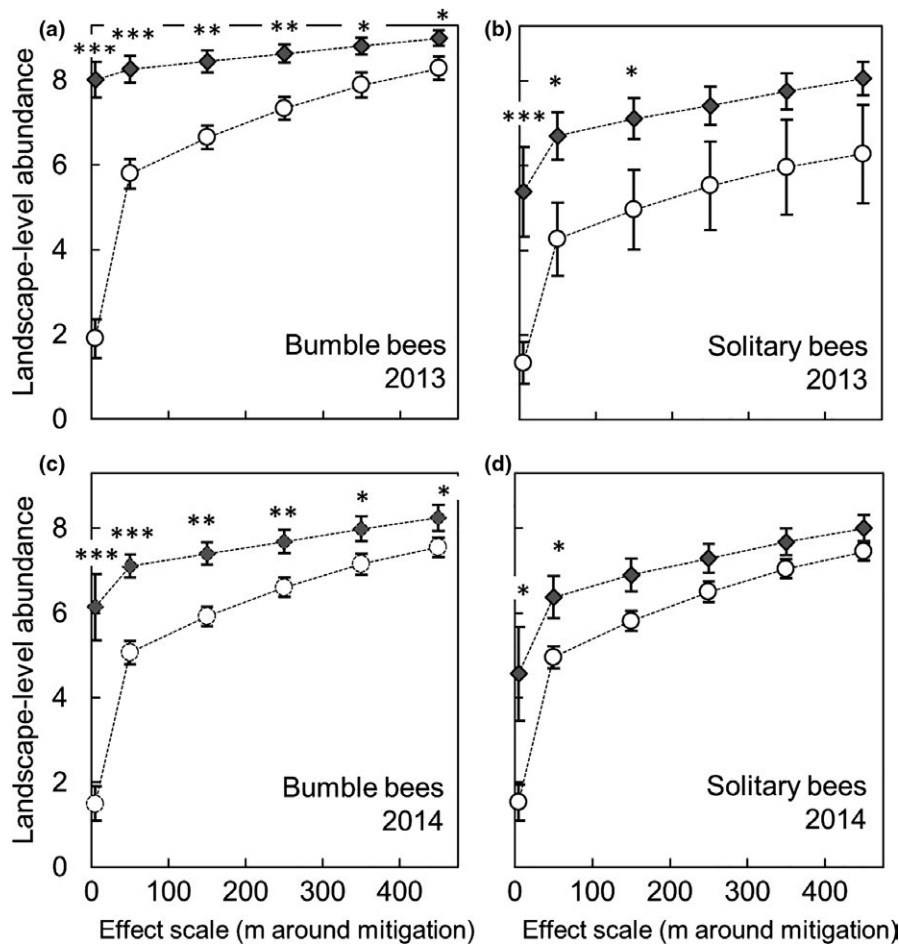 (a)
*** *** ** ** * *
8
6
4
2
0
Landscape-level abundance
Bumble bees
2013
(b)
*** * *
Solitary bees
2013
(c)
*** *** ** ** * *
8
6
4
2
0
Landscape-level abundance
Bumble bees
2014
0 100 200 300 400
Effect scale (m around mitigation)
(d)
* *
Solitary bees
2014
0 100 200 300 400
Effect scale (m around mitigation)